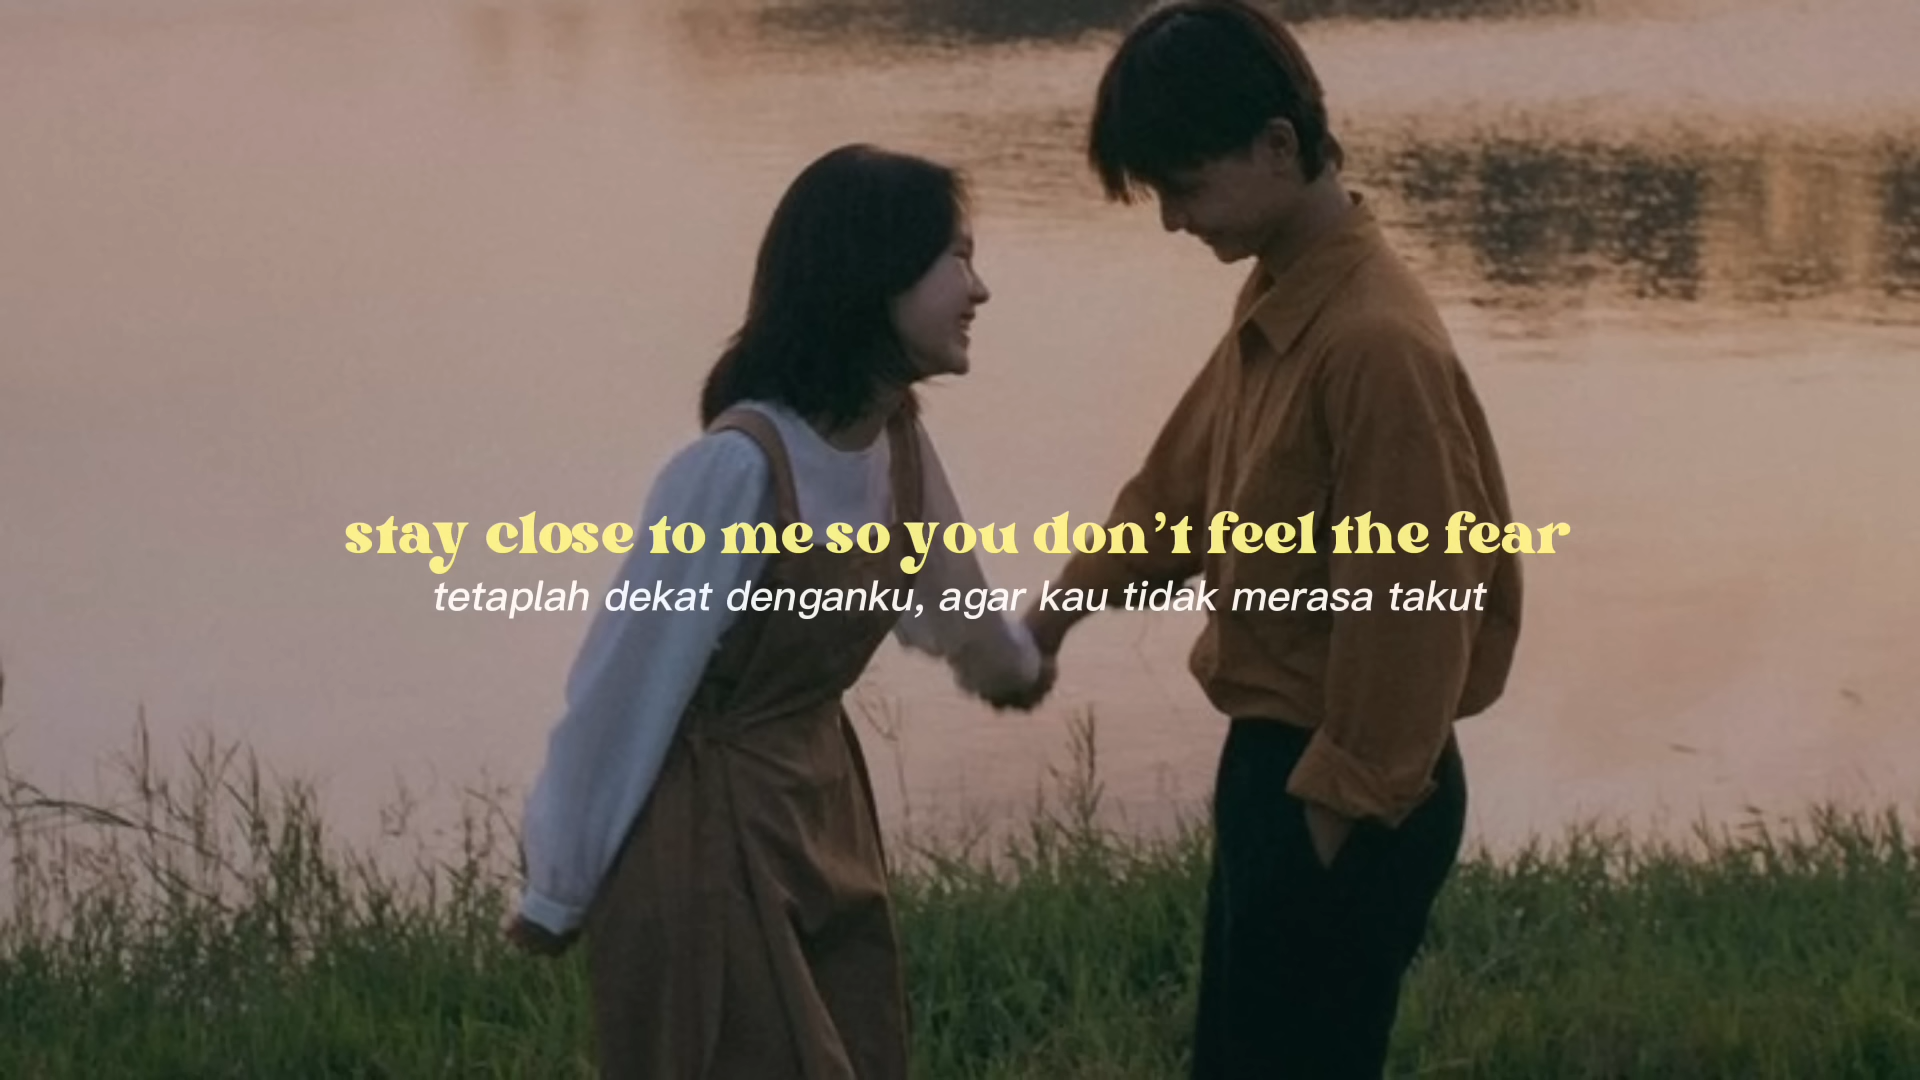 stay close to me so you don't feel the fear
tetaplah dekat denganku, agar kau tidak merasa takut